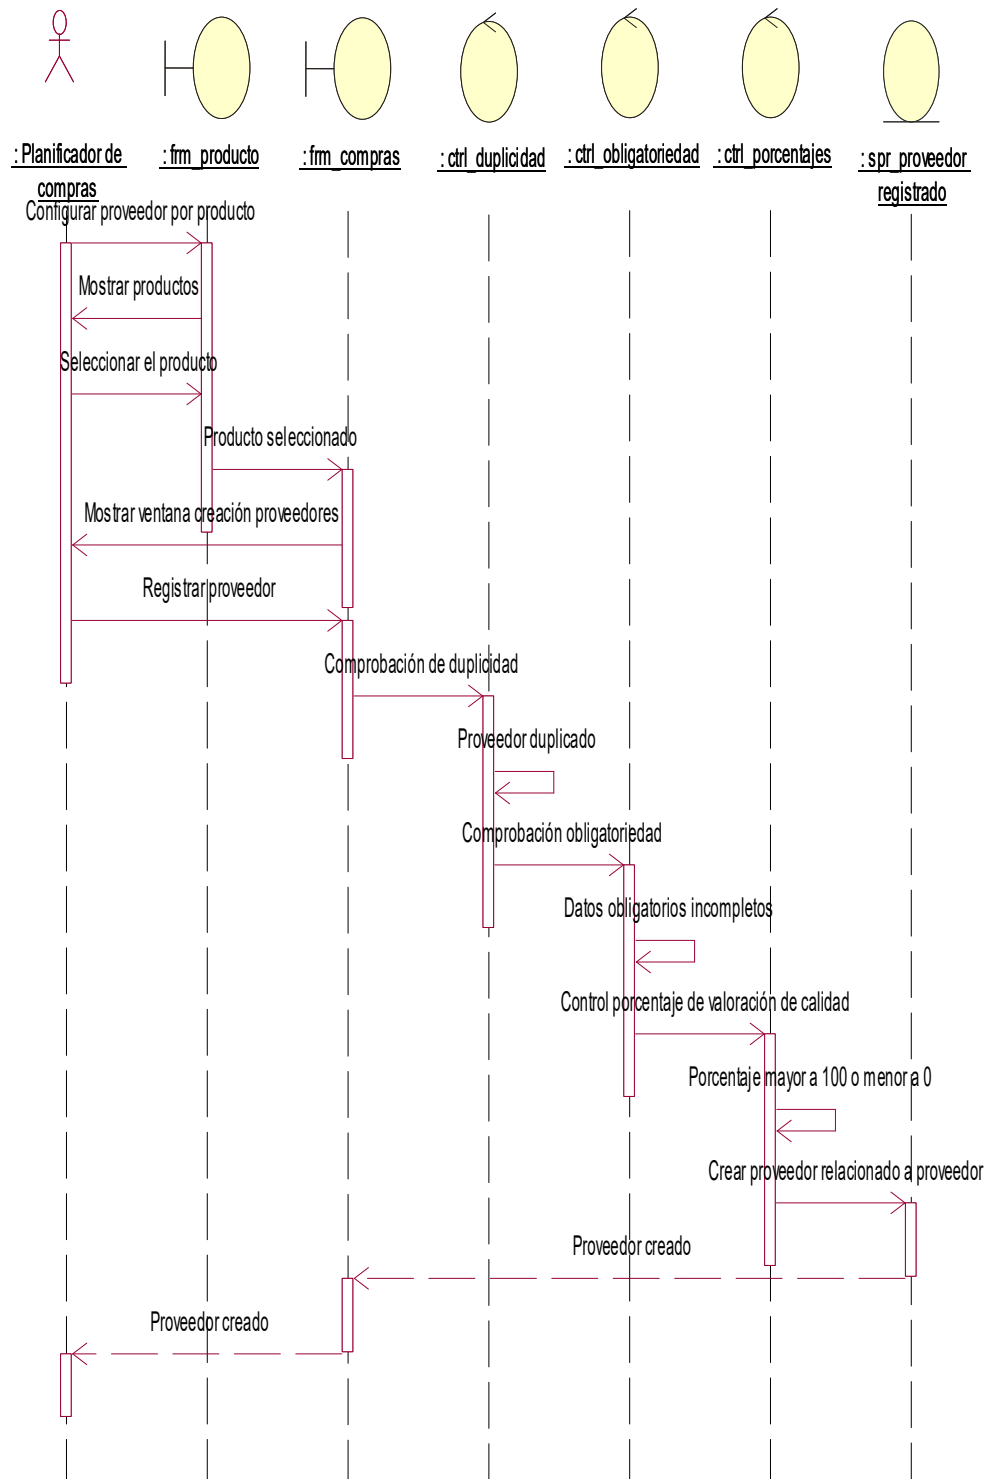 : Planificador de
compras
: frm_producto
: frm_compras
: ctrl_duplicidad
: ctrl_obligatoriedad
: ctrl_porcentajes
: spr_proveedor
registrado
Configurar proveedor por producto
Mostrar productos
Seleccionar el producto
Producto seleccionado
Mostrar ventana creación proveedores
Registrar proveedor
Comprobación de duplicidad
Proveedor duplicado
Comprobación obligatoriedad
Datos obligatorios incompletos
Control porcentaje de valoración de calidad
Porcentaje mayor a 100 o menor a 0
Crear proveedor relacionado a proveedor
Proveedor creado
Proveedor creado